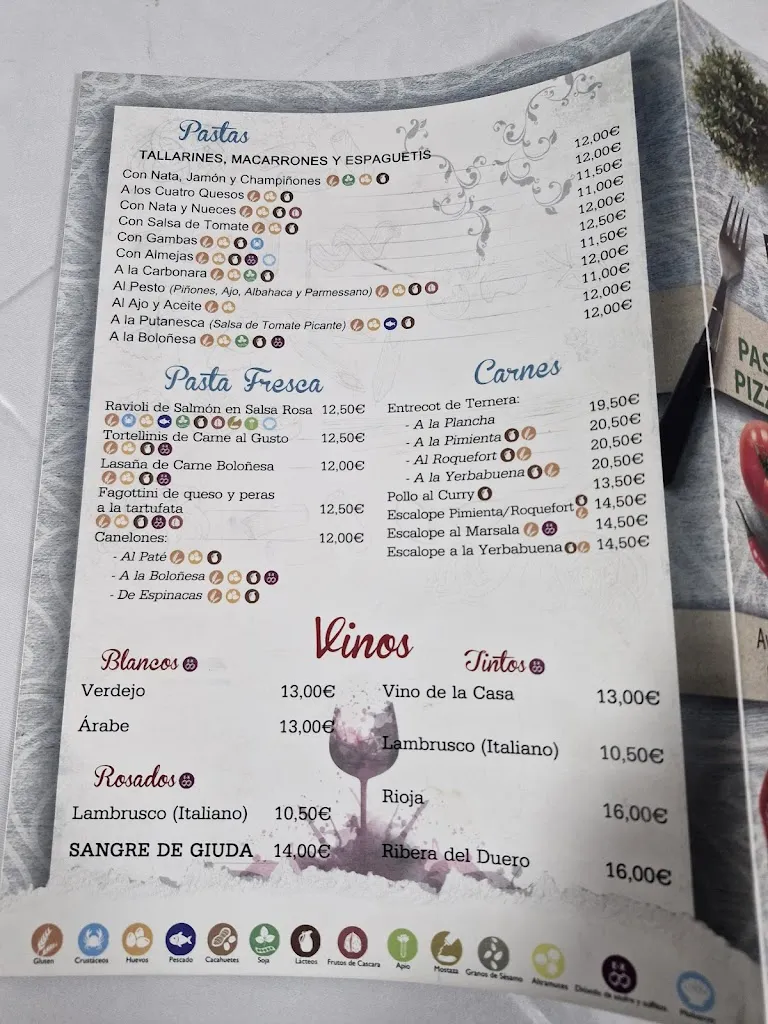 Pastas
TALLARINES, MACARRONES Y ESPAGUETIS
Con Nata, Jamón y Champiñones 12,00€
A los Cuatro Quesos 12,00€
Con Nata y Nueces 11,50€
Con Salsa de Tomate 11,00€
Con Gambas 12,00€
Con Almejas 12,50€
A la Carbonara 11,50€
Al Pesto (Piñones, Ajo, Albahaca y Parmessano) 12,00€
Al Ajo y Aceite 11,00€
A la Putanesca (Salsa de Tomate Picante) 12,00€
A la Boloñesa 12,00€
Pasta Fresca
Ravioli de Salmón en Salsa Rosa 12,50€
Tortellinis de Carne al Gusto 12,50€
Lasaña de Carne Boloñesa 12,00€
Fagottini de queso y peras
a la tartufata 12,50€
Canelones: 12,00€
- Al Paté
- A la Boloñesa
- De Espinacas
Carnes
Entrecot de Ternera:
- A la Plancha 19,50€
- A la Pimienta 20,50€
- Al Roquefort 20,50€
- A la Yerbabuena 20,50€
Pollo al Curry 13,50€
Escalope Pimienta/Roquefort 14,50€
Escalope al Marsala 14,50€
Escalope a la Yerbabuena 14,50€
Vinos
Blancos
Verdejo 13,00€
Árabe 13,00€
Rosados
Lambrusco (Italiano) 10,50€
SANGRE DE GIUDA 14,00€
Tintos
Vino de la Casa 13,00€
Lambrusco (Italiano) 10,50€
Rioja 16,00€
Ribera del Duero 16,00€
Gluten Crustáceos Huevos Pescado Cacahuetes Soja Lácteos Frutos de Cascara Apio Mostaza Granos de Sésamo Altramuces Dióxido de azufre y sulfitos Moluscos
PAS
PIZZ